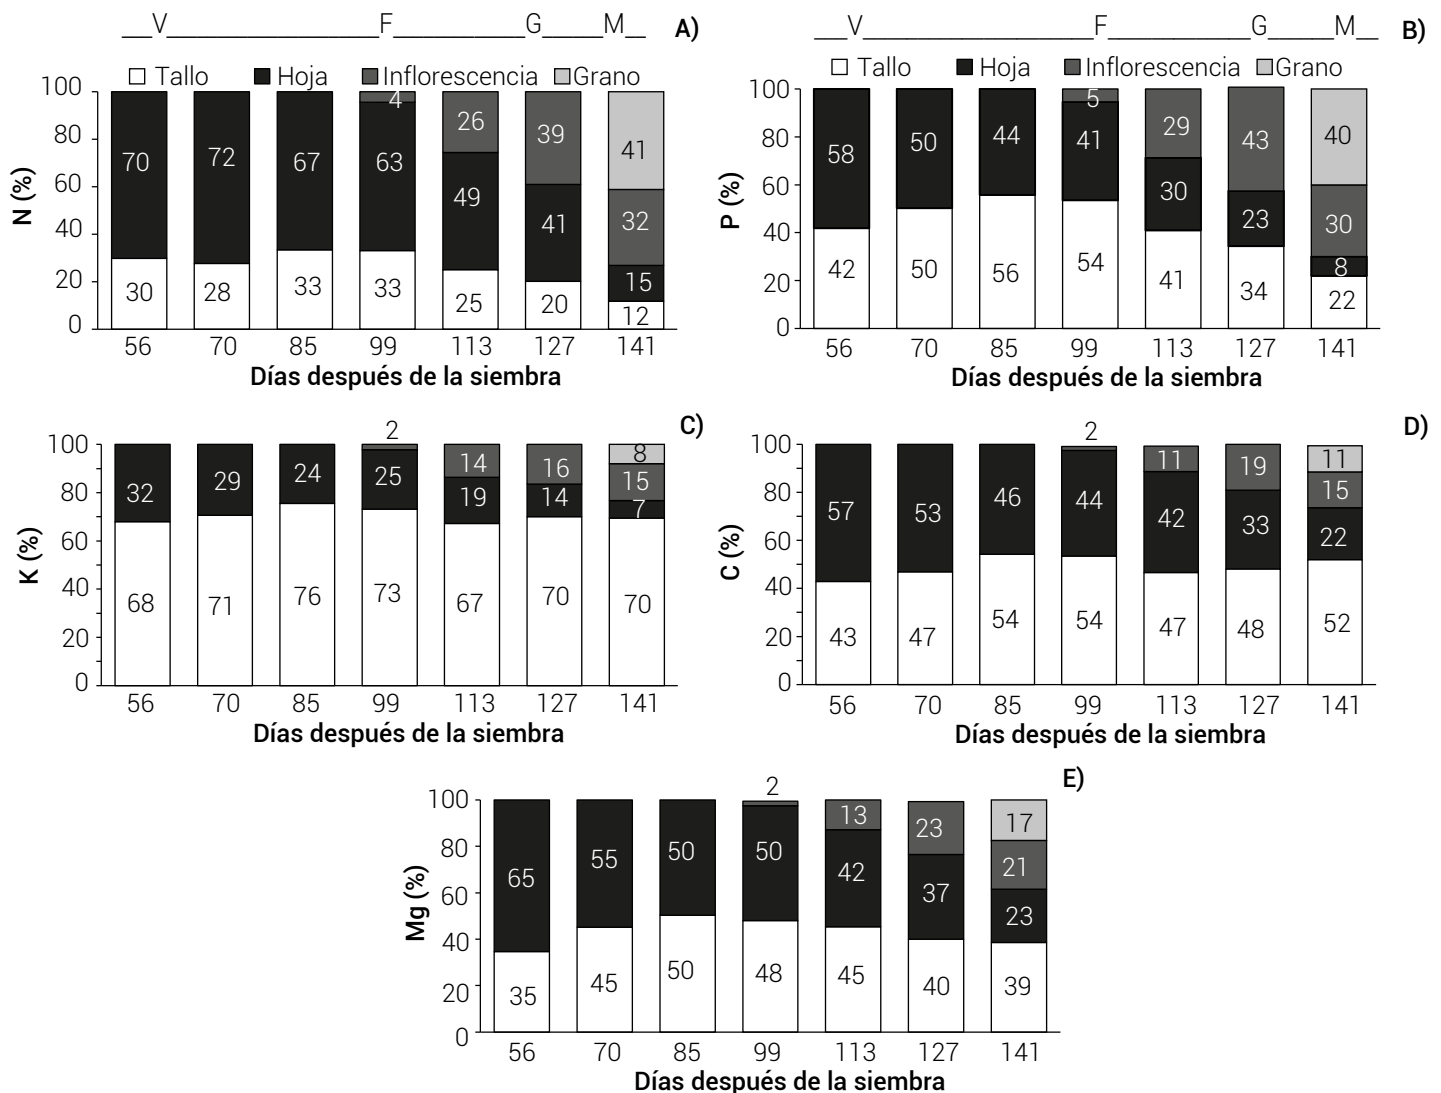 ___V________________F__________G_____M__ A)
Tallo Hoja Inflorescencia Grano
N (%)
100
80
60
40
20
0
70 72 67 4 63 26 49 39 41 41 32 15
30 28 33 33 25 20 12
56 70 85 99 113 127 141
Días después de la siembra
___V________________F__________G_____M__ B)
Tallo Hoja Inflorescencia Grano
P (%)
100
80
60
40
20
0
58 50 44 5 41 29 30 43 23 40 30 8
42 50 56 54 41 34 22
56 70 85 99 113 127 141
Días después de la siembra
C)
K (%)
100
80
60
40
20
0
32 29 24 2 25 14 19 16 14 8 15 7
68 71 76 73 67 70 70
56 70 85 99 113 127 141
Días después de la siembra
D)
C (%)
100
80
60
40
20
0
57 53 46 2 44 11 42 19 33 11 15 22
43 47 54 54 47 48 52
56 70 85 99 113 127 141
Días después de la siembra
E)
Mg (%)
100
80
60
40
20
0
65 55 50 2 50 13 42 23 37 17 21 23
35 45 50 48 45 40 39
56 70 85 99 113 127 141
Días después de la siembra